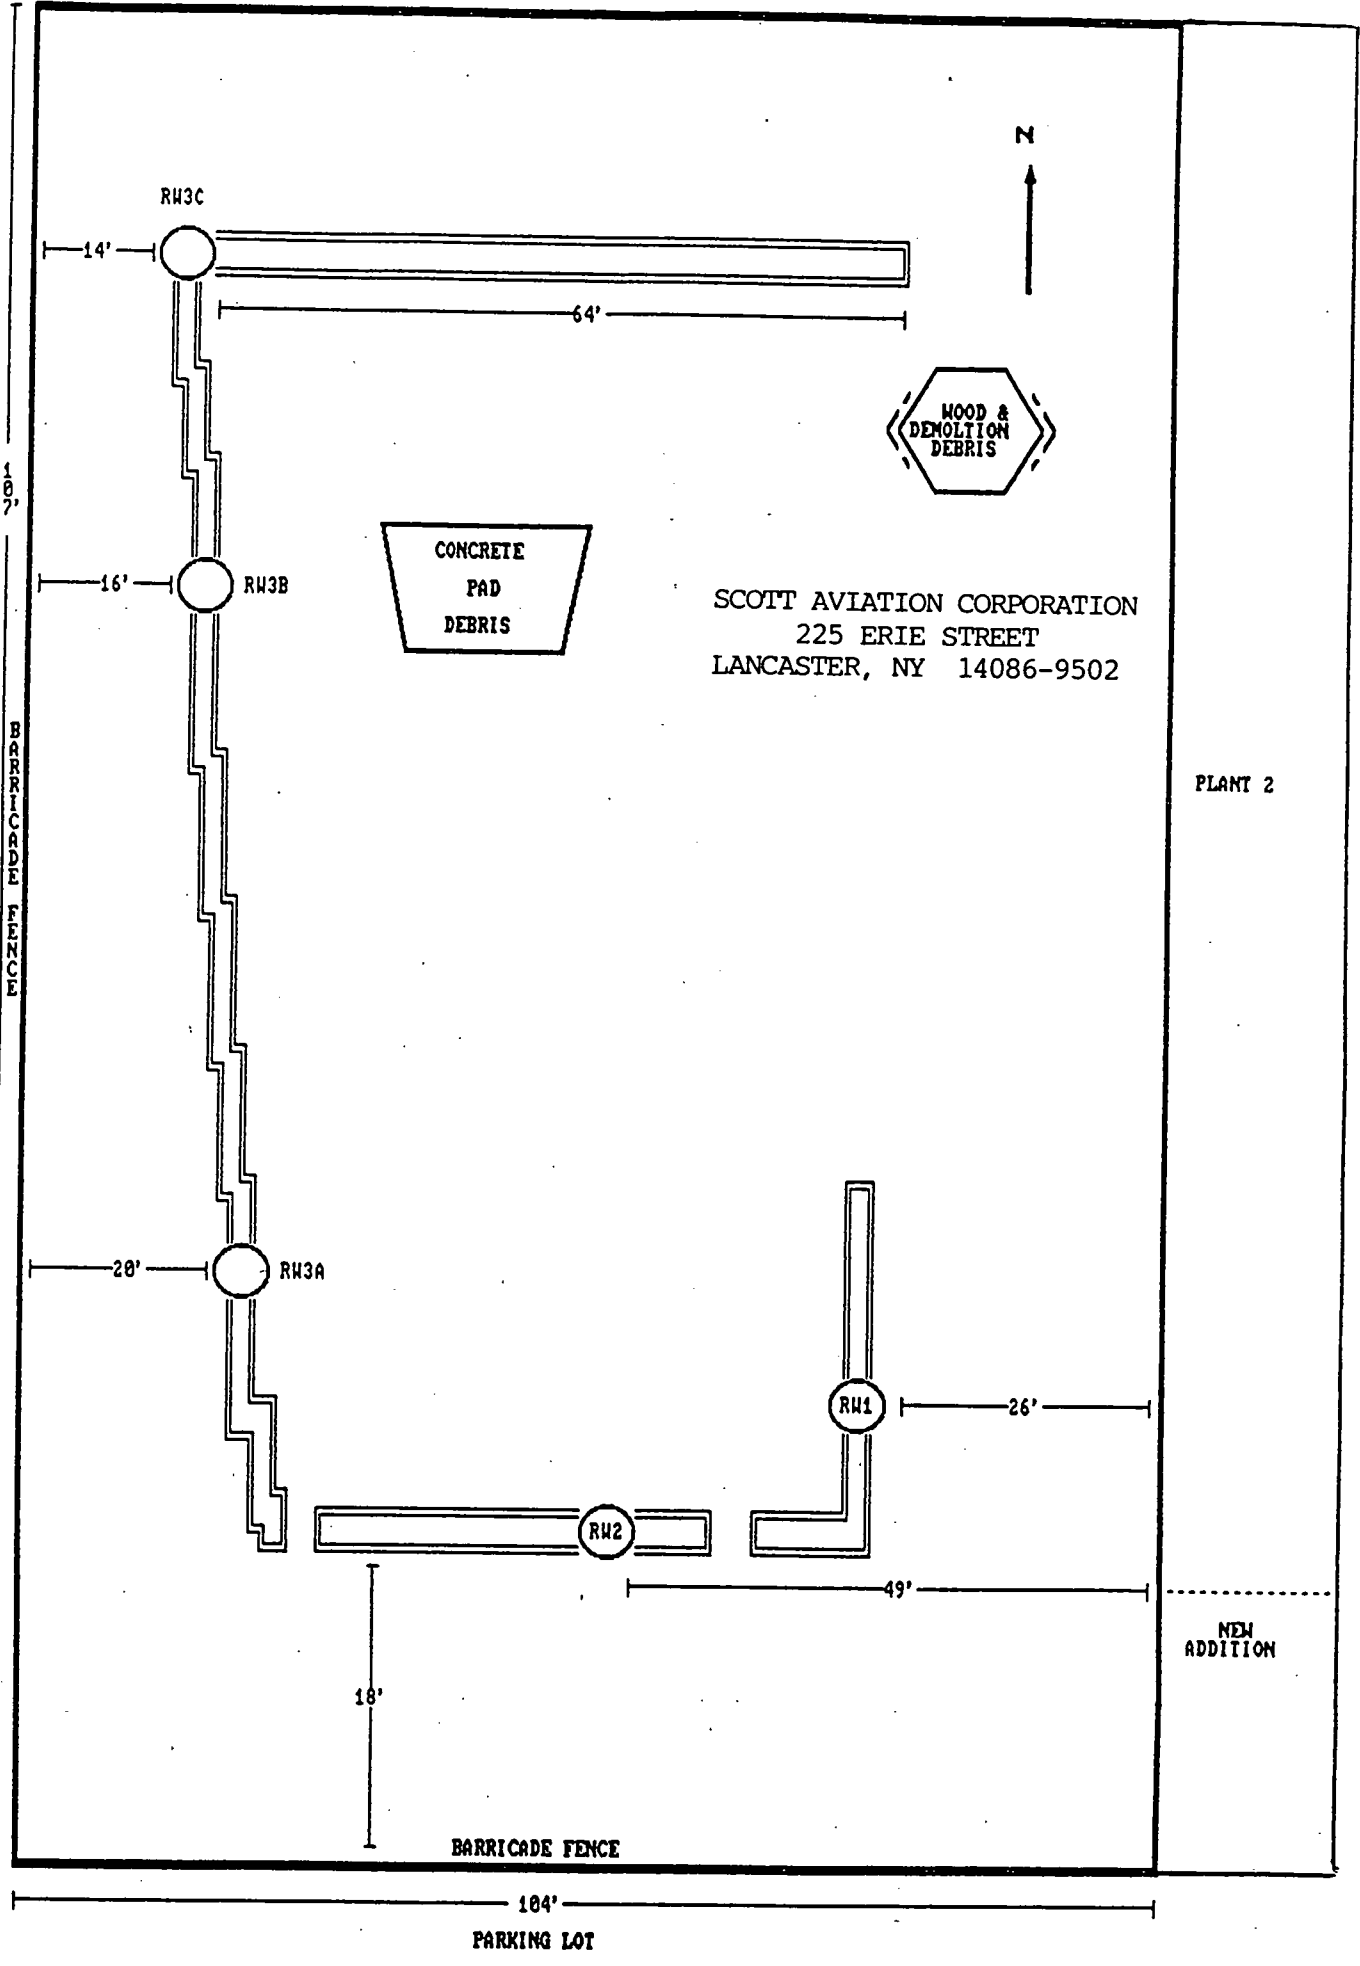 N
RW3C
14'
64'
WOOD &
DEMOLTION
DEBRIS
107'
CONCRETE
PAD
DEBRIS
16'
RW3B
SCOTT AVIATION CORPORATION
225 ERIE STREET
LANCASTER, NY 14086-9502
BARRICADE FENCE
PLANT 2
20'
RW3A
RW1
26'
RW2
49'
NEW
ADDITION
18'
BARRICADE FENCE
104'
PARKING LOT